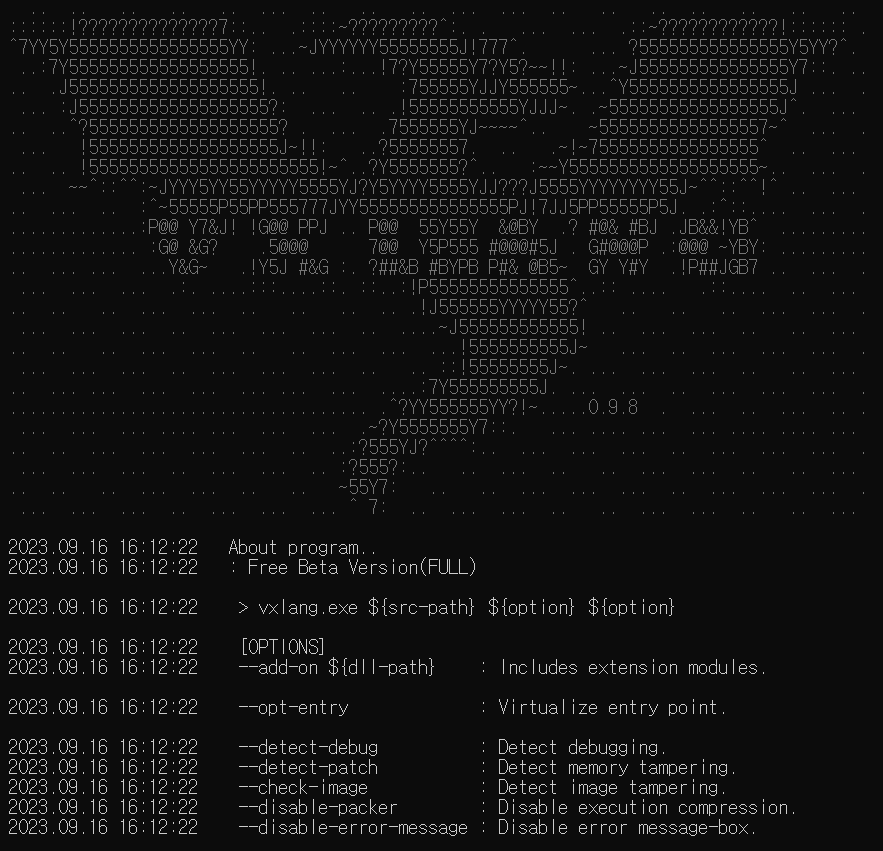 0.9.8
2023.09.16 16:12:22 About program..
2023.09.16 16:12:22 : Free Beta Version(FULL)
2023.09.16 16:12:22 > vxlang.exe ${src-path} ${option} ${option}
2023.09.16 16:12:22 [OPTIONS]
2023.09.16 16:12:22 --add-on ${dll-path} : Includes extension modules.
2023.09.16 16:12:22 --opt-entry : Virtualize entry point.
2023.09.16 16:12:22 --detect-debug : Detect debugging.
2023.09.16 16:12:22 --detect-patch : Detect memory tampering.
2023.09.16 16:12:22 --check-image : Detect image tampering.
2023.09.16 16:12:22 --disable-packer : Disable execution compression.
2023.09.16 16:12:22 --disable-error-message : Disable error message-box.